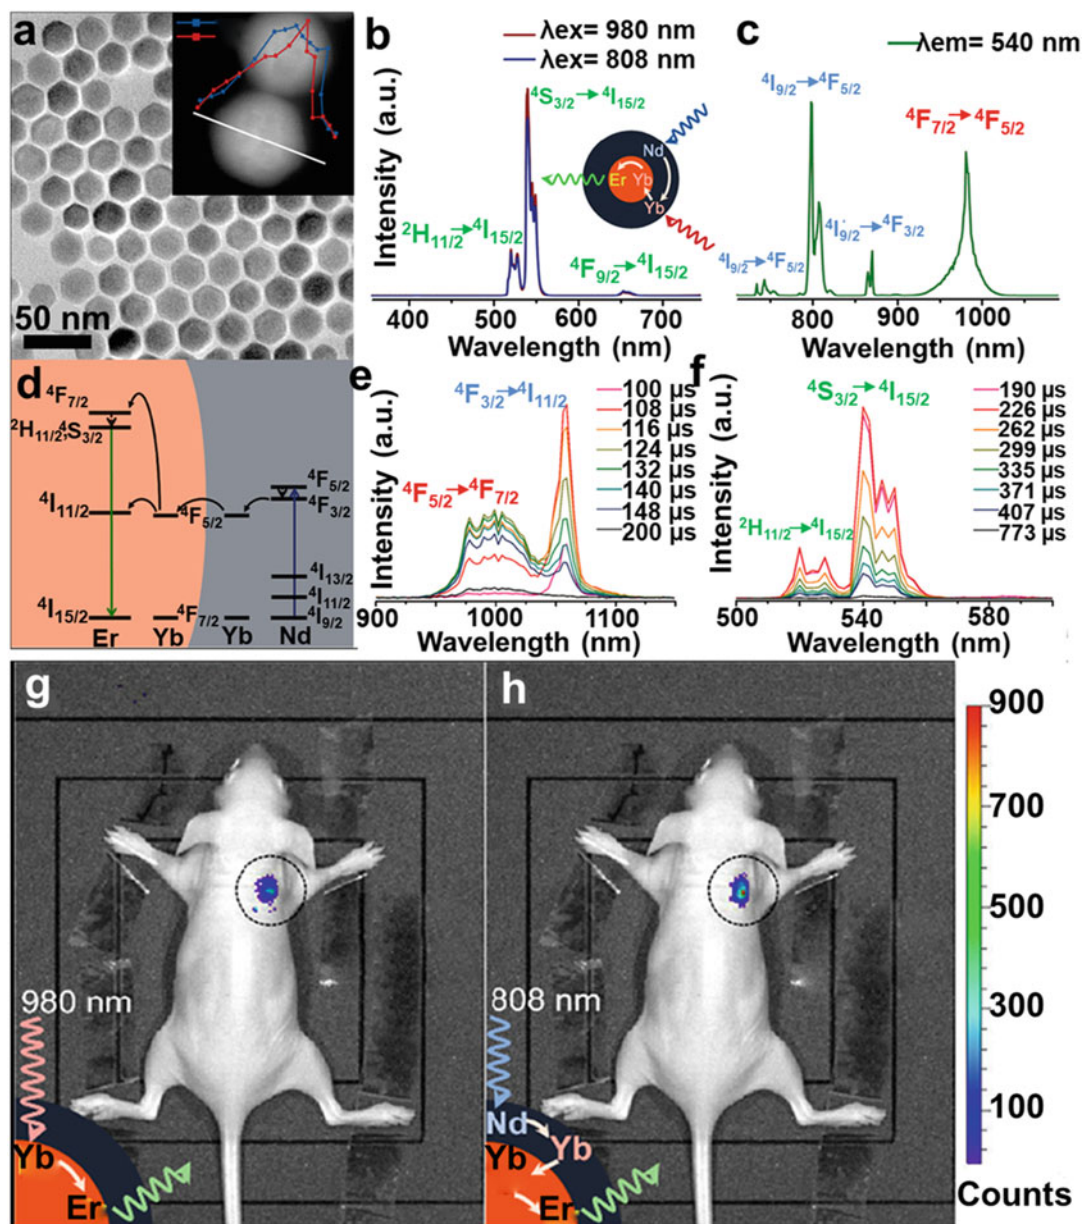 a
50 nm
b
λex= 980 nm
λex= 808 nm
⁴S₃/₂→⁴I₁₅/₂
Nd
Er
Yb
Yb
²H₁₁/₂→⁴I₁₅/₂
⁴F₉/₂→⁴I₁₅/₂
Intensity (a.u.)
400 500 600 700
Wavelength (nm)
c
λem= 540 nm
⁴I₉/₂→⁴F₅/₂
⁴F₇/₂→⁴F₅/₂
⁴I₉/₂→⁴F₃/₂
⁴I₉/₂→⁴F₅/₂
800 900 1000
Wavelength (nm)
d
⁴F₇/₂
²H₁₁/₂,⁴S₃/₂
⁴F₅/₂
⁴F₃/₂
⁴I₁₁/₂
⁴F₅/₂
⁴I₁₃/₂
⁴I₁₁/₂
⁴I₁₅/₂
⁴F₇/₂
⁴I₉/₂
Er Yb Yb Nd
e
⁴F₃/₂→⁴I₁₁/₂
⁴F₅/₂→⁴F₇/₂
100 µs
108 µs
116 µs
124 µs
132 µs
140 µs
148 µs
200 µs
Intensity (a.u.)
900 1000 1100
Wavelength (nm)
f
⁴S₃/₂→⁴I₁₅/₂
²H₁₁/₂→⁴I₁₅/₂
190 µs
226 µs
262 µs
299 µs
335 µs
371 µs
407 µs
773 µs
Intensity (a.u.)
500 540 580
Wavelength (nm)
g
980 nm
Yb
Er
h
808 nm
Nd
Yb
Yb
Er
900
700
500
300
100
Counts